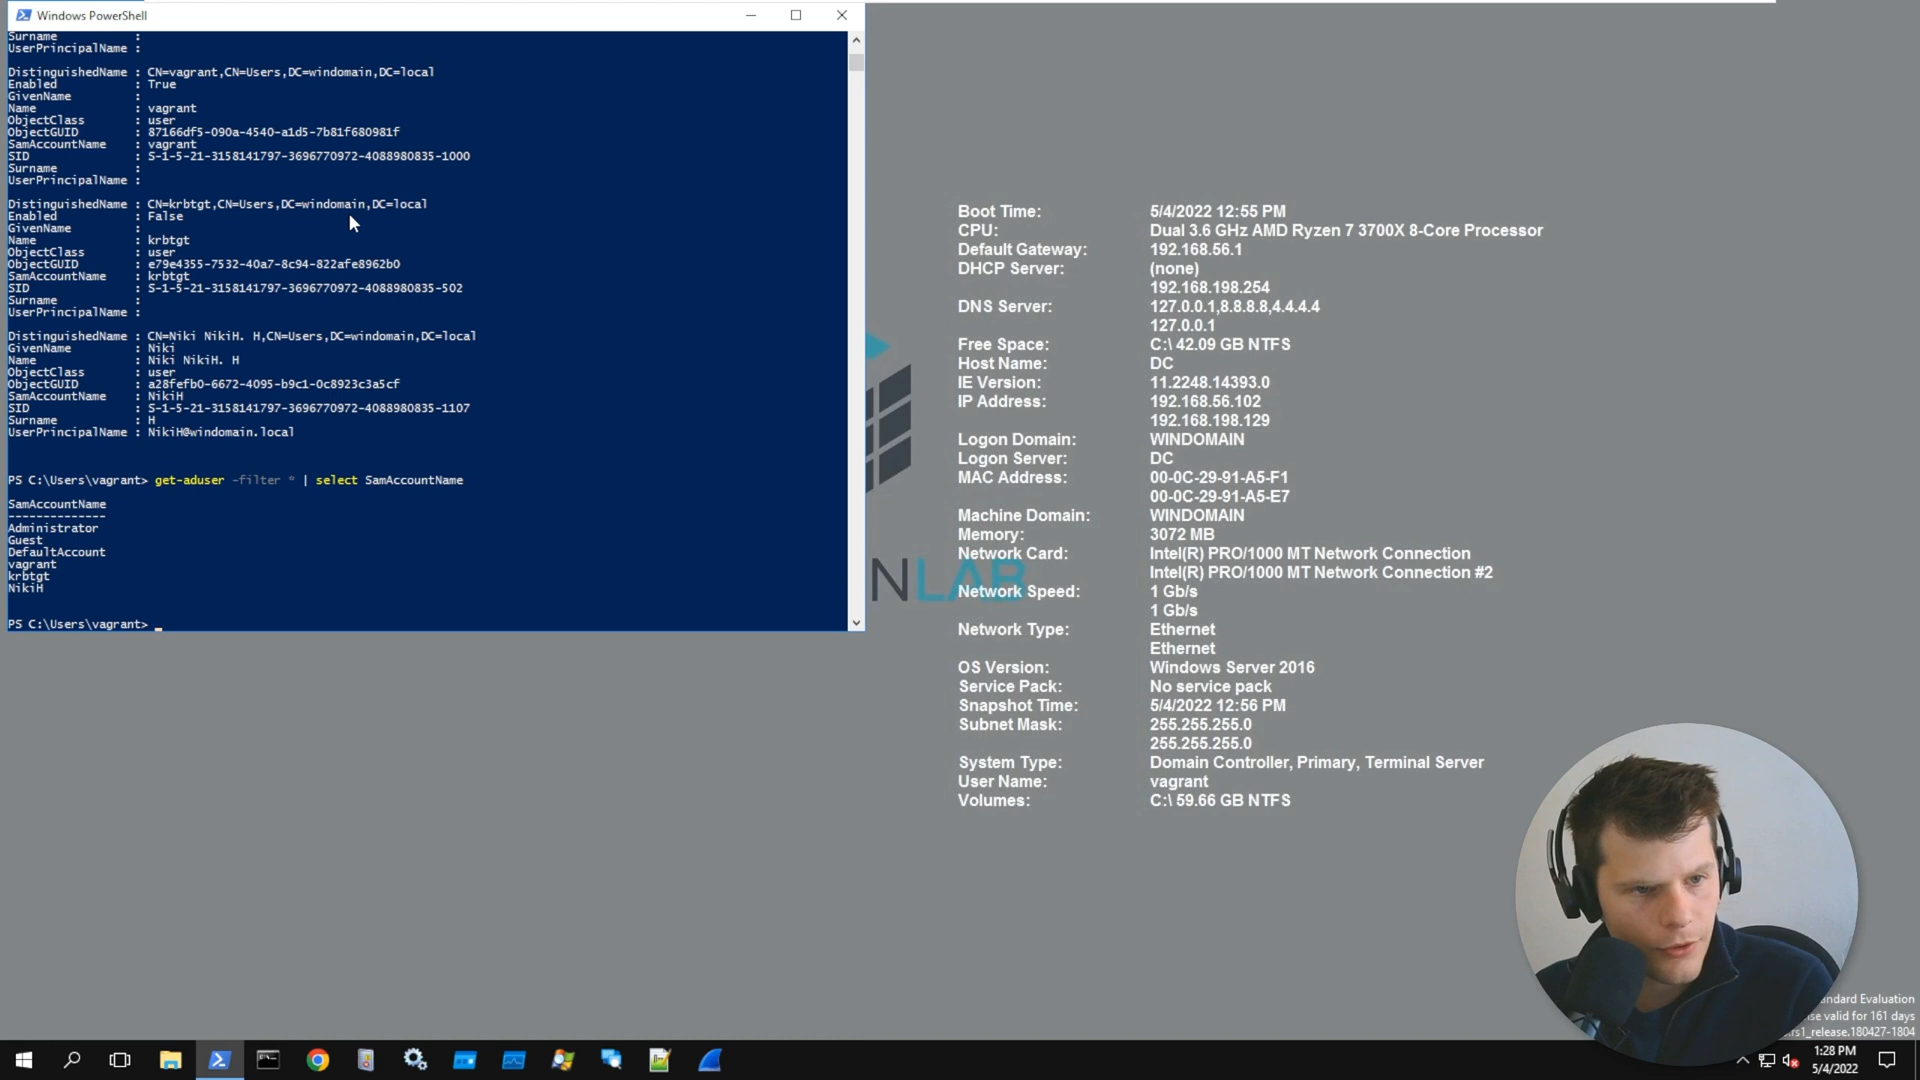 Windows PowerShell
Surname :
UserPrincipalName :
DistinguishedName : CN=vagrant,CN=Users,DC=windomain,DC=local
Enabled : True
GivenName :
Name : vagrant
ObjectClass : user
ObjectGUID : 87166df5-090a-4540-a1d5-7b81f680981f
SamAccountName : vagrant
SID : S-1-5-21-3158141797-3696770972-4088980835-1000
Surname :
UserPrincipalName :
DistinguishedName : CN=krbtgt,CN=Users,DC=windomain,DC=local
Enabled : False
GivenName :
Name : krbtgt
ObjectClass : user
ObjectGUID : e79e4355-7532-40a7-8c94-822afe8962b0
SamAccountName : krbtgt
SID : S-1-5-21-3158141797-3696770972-4088980835-502
Surname :
UserPrincipalName :
DistinguishedName : CN=Niki NikiH. H,CN=Users,DC=windomain,DC=local
GivenName : Niki
Name : Niki NikiH. H
ObjectClass : user
ObjectGUID : a28fefb0-6672-4095-b9c1-0c8923c3a5cf
SamAccountName : NikiH
SID : S-1-5-21-3158141797-3696770972-4088980835-1107
Surname : H
UserPrincipalName : NikiH@windomain.local
PS C:\Users\vagrant> get-aduser -filter * | select SamAccountName
SamAccountName
--------------
Administrator
Guest
DefaultAccount
vagrant
krbtgt
NikiH
PS C:\Users\vagrant> _
Boot Time: 5/4/2022 12:55 PM
CPU: Dual 3.6 GHz AMD Ryzen 7 3700X 8-Core Processor
Default Gateway: 192.168.56.1
DHCP Server: (none)
192.168.198.254
DNS Server: 127.0.0.1,8.8.8.8,4.4.4.4
127.0.0.1
Free Space: C:\ 42.09 GB NTFS
Host Name: DC
IE Version: 11.2248.14393.0
IP Address: 192.168.56.102
192.168.198.129
Logon Domain: WINDOMAIN
Logon Server: DC
MAC Address: 00-0C-29-91-A5-F1
00-0C-29-91-A5-E7
Machine Domain: WINDOMAIN
Memory: 3072 MB
Network Card: Intel(R) PRO/1000 MT Network Connection
Intel(R) PRO/1000 MT Network Connection #2
NLAB
Network Speed: 1 Gb/s
1 Gb/s
Network Type: Ethernet
Ethernet
OS Version: Windows Server 2016
Service Pack: No service pack
Snapshot Time: 5/4/2022 12:56 PM
Subnet Mask: 255.255.255.0
255.255.255.0
System Type: Domain Controller, Primary, Terminal Server
User Name: vagrant
Volumes: C:\ 59.66 GB NTFS
andard Evaluation
se valid for 161 days
rs1_release.180427-1804
1:28 PM
5/4/2022